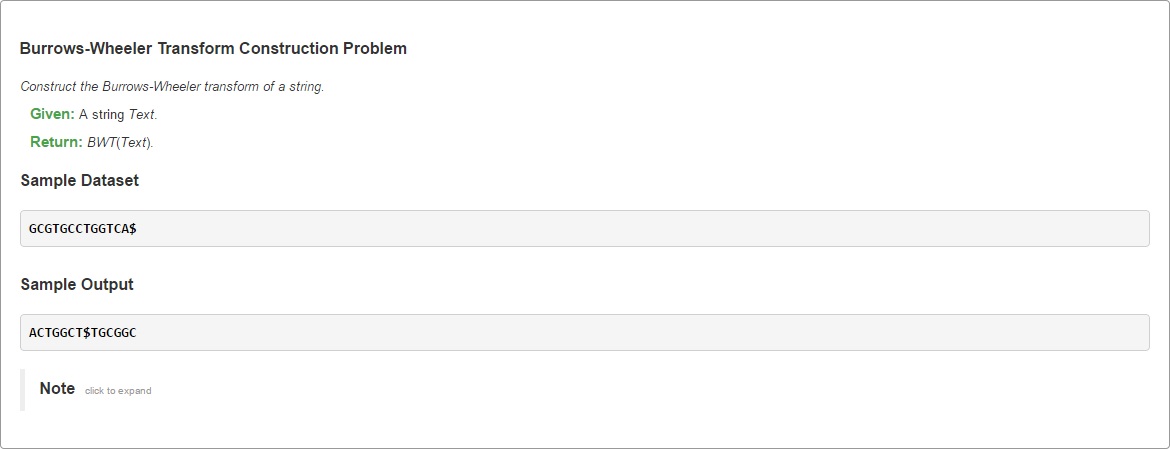 Burrows-Wheeler Transform Construction Problem
Construct the Burrows-Wheeler transform of a string.
Given: A string Text.
Return: BWT(Text).
Sample Dataset
GCGTGCCTGGTCA$
Sample Output
ACTGGCT$TGCGGC
Note click to expand